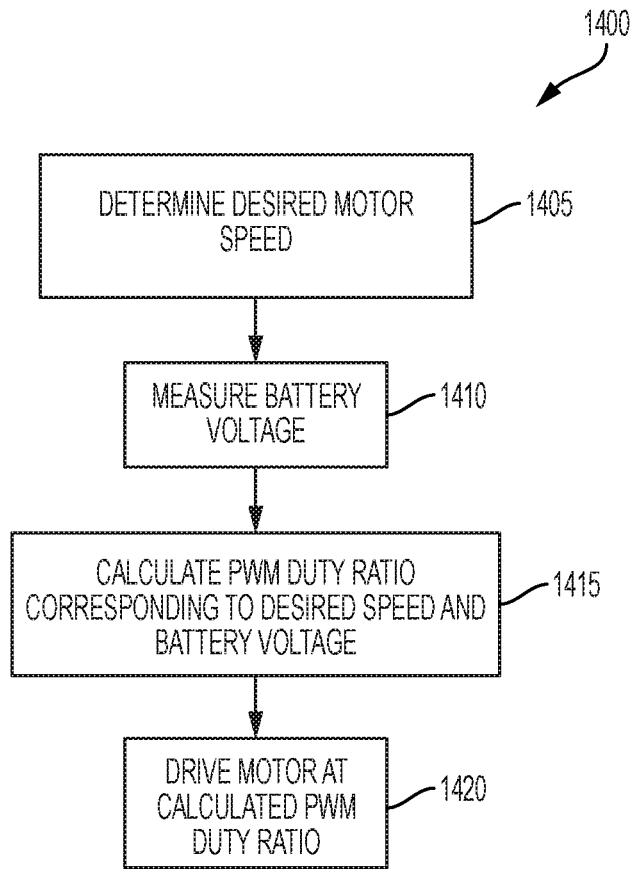 1400
DETERMINE DESIRED MOTOR
SPEED
1405
MEASURE BATTERY
VOLTAGE
1410
CALCULATE PWM DUTY RATIO
CORRESPONDING TO DESIRED SPEED AND
BATTERY VOLTAGE
1415
DRIVE MOTOR AT
CALCULATED PWM
DUTY RATIO
1420